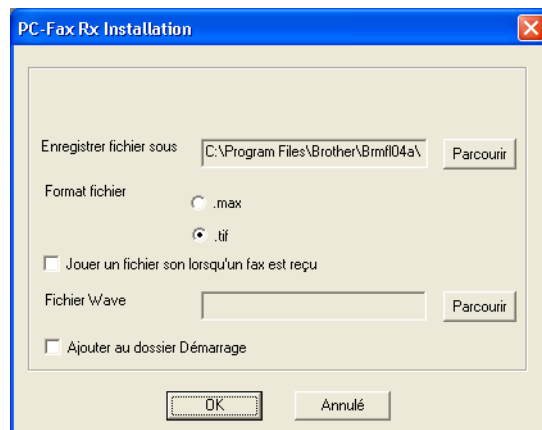 PC-Fax Rx Installation
Enregistrer fichier sous C:\Program Files\Brother\Brmfl04a\ Parcourir
Format fichier
.max
.tif
Jouer un fichier son lorsqu'un fax est reçu
Fichier Wave Parcourir
Ajouter au dossier Démarrage
OK Annulé